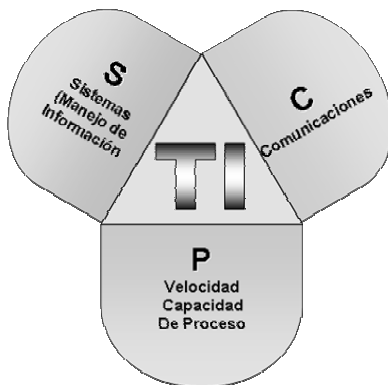 S
Sistemas
(Manejo de
Información
C
Comunicaciones
TI
P
Velocidad
Capacidad
De Proceso